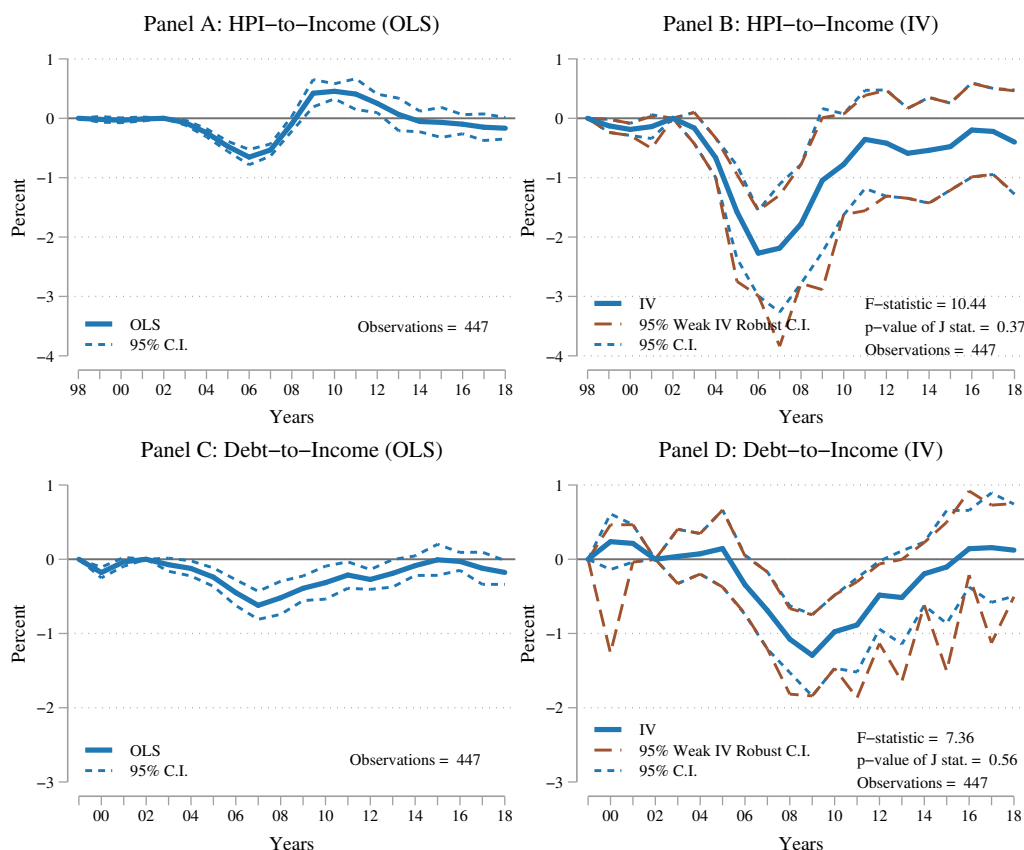 Panel A: HPI−to−Income (OLS)
1
0
−1
−2
−3
−4
Percent
OLS
95% C.I.
Observations = 447
98 00 02 04 06 08 10 12 14 16 18
Years
Panel B: HPI−to−Income (IV)
1
0
−1
−2
−3
−4
Percent
IV
95% Weak IV Robust C.I.
95% C.I.
F−statistic = 10.44
p−value of J stat. = 0.37
Observations = 447
98 00 02 04 06 08 10 12 14 16 18
Years
Panel C: Debt−to−Income (OLS)
1
0
−1
−2
−3
Percent
OLS
95% C.I.
Observations = 447
00 02 04 06 08 10 12 14 16 18
Years
Panel D: Debt−to−Income (IV)
1
0
−1
−2
−3
Percent
IV
95% Weak IV Robust C.I.
95% C.I.
F−statistic = 7.36
p−value of J stat. = 0.56
Observations = 447
00 02 04 06 08 10 12 14 16 18
Years